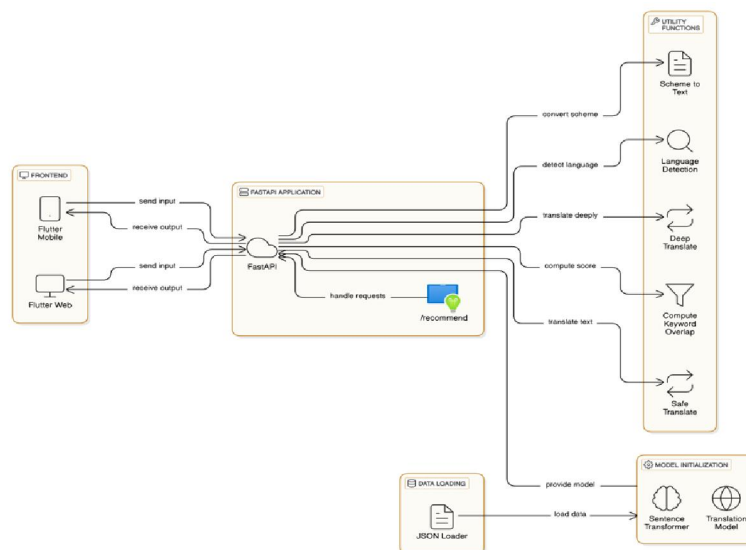 UTILITY
FUNCTIONS
Scheme to
Text
convert scheme
Language
Detection
detect language
FRONTEND
FASTAPI APPLICATION
send input
Flutter
Mobile
receive output
translate deeply
Deep
Translate
FastAPI
send input
compute score
Flutter Web
receive output
handle requests
/recommend
Compute
Keyword
Overlap
translate text
Safe
Translate
MODEL INITIALIZATION
DATA LOADING
provide model
load data
JSON Loader
Sentence
Transformer
Translation
Model